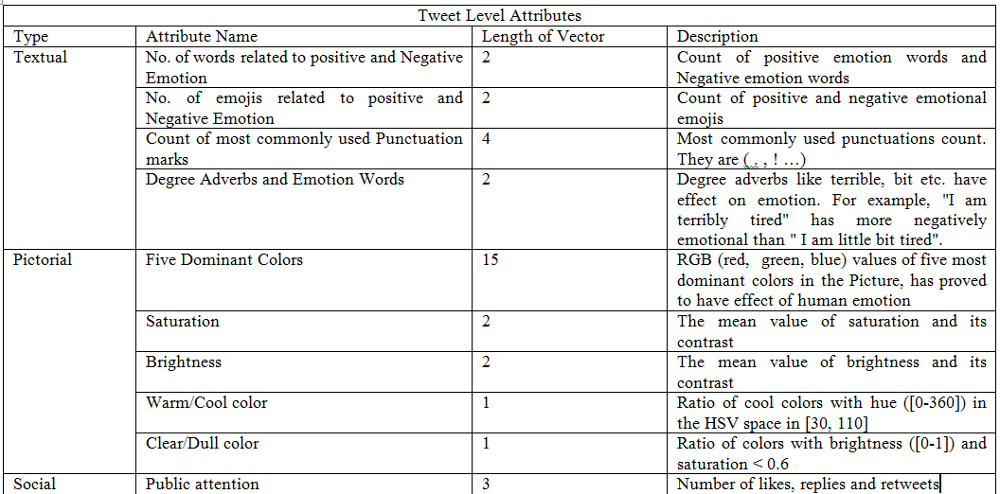 Tweet Level Attributes
Type Attribute Name Length of Vector Description
Textual No. of words related to positive and Negative Emotion 2 Count of positive emotion words and Negative emotion words
No. of emojis related to positive and Negative Emotion 2 Count of positive and negative emotional emojis
Count of most commonly used Punctuation marks 4 Most commonly used punctuations count. They are ( . , ! ...)
Degree Adverbs and Emotion Words 2 Degree adverbs like terrible, bit etc. have effect on emotion. For example, "I am terribly tired" has more negatively emotional than " I am little bit tired".
Pictorial Five Dominant Colors 15 RGB (red, green, blue) values of five most dominant colors in the Picture, has proved to have effect of human emotion
Saturation 2 The mean value of saturation and its contrast
Brightness 2 The mean value of brightness and its contrast
Warm/Cool color 1 Ratio of cool colors with hue ([0-360]) in the HSV space in [30, 110]
Clear/Dull color 1 Ratio of colors with brightness ([0-1]) and saturation < 0.6
Social Public attention 3 Number of likes, replies and retweets